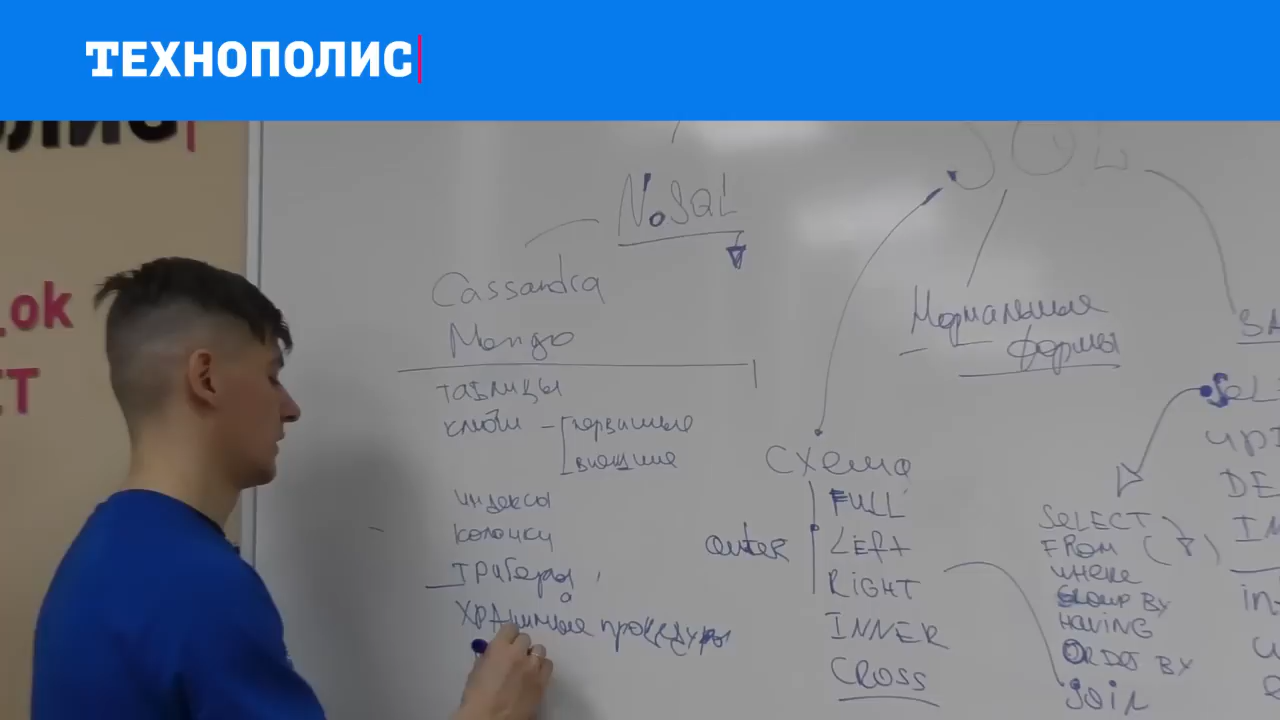 ТЕХНОПОЛИС
ok
SQL
NoSQL
Cassandra
Mongo
таблицы
ключи - первичные
внешние
индексы
колонки
триггеры
хранимые процедуры
Нормальные
формы
схема
FULL
outer LEFT
RIGHT
INNER
CROSS
SELECT
FROM
WHERE
GROUP BY
HAVING
ORDER BY
JOIN